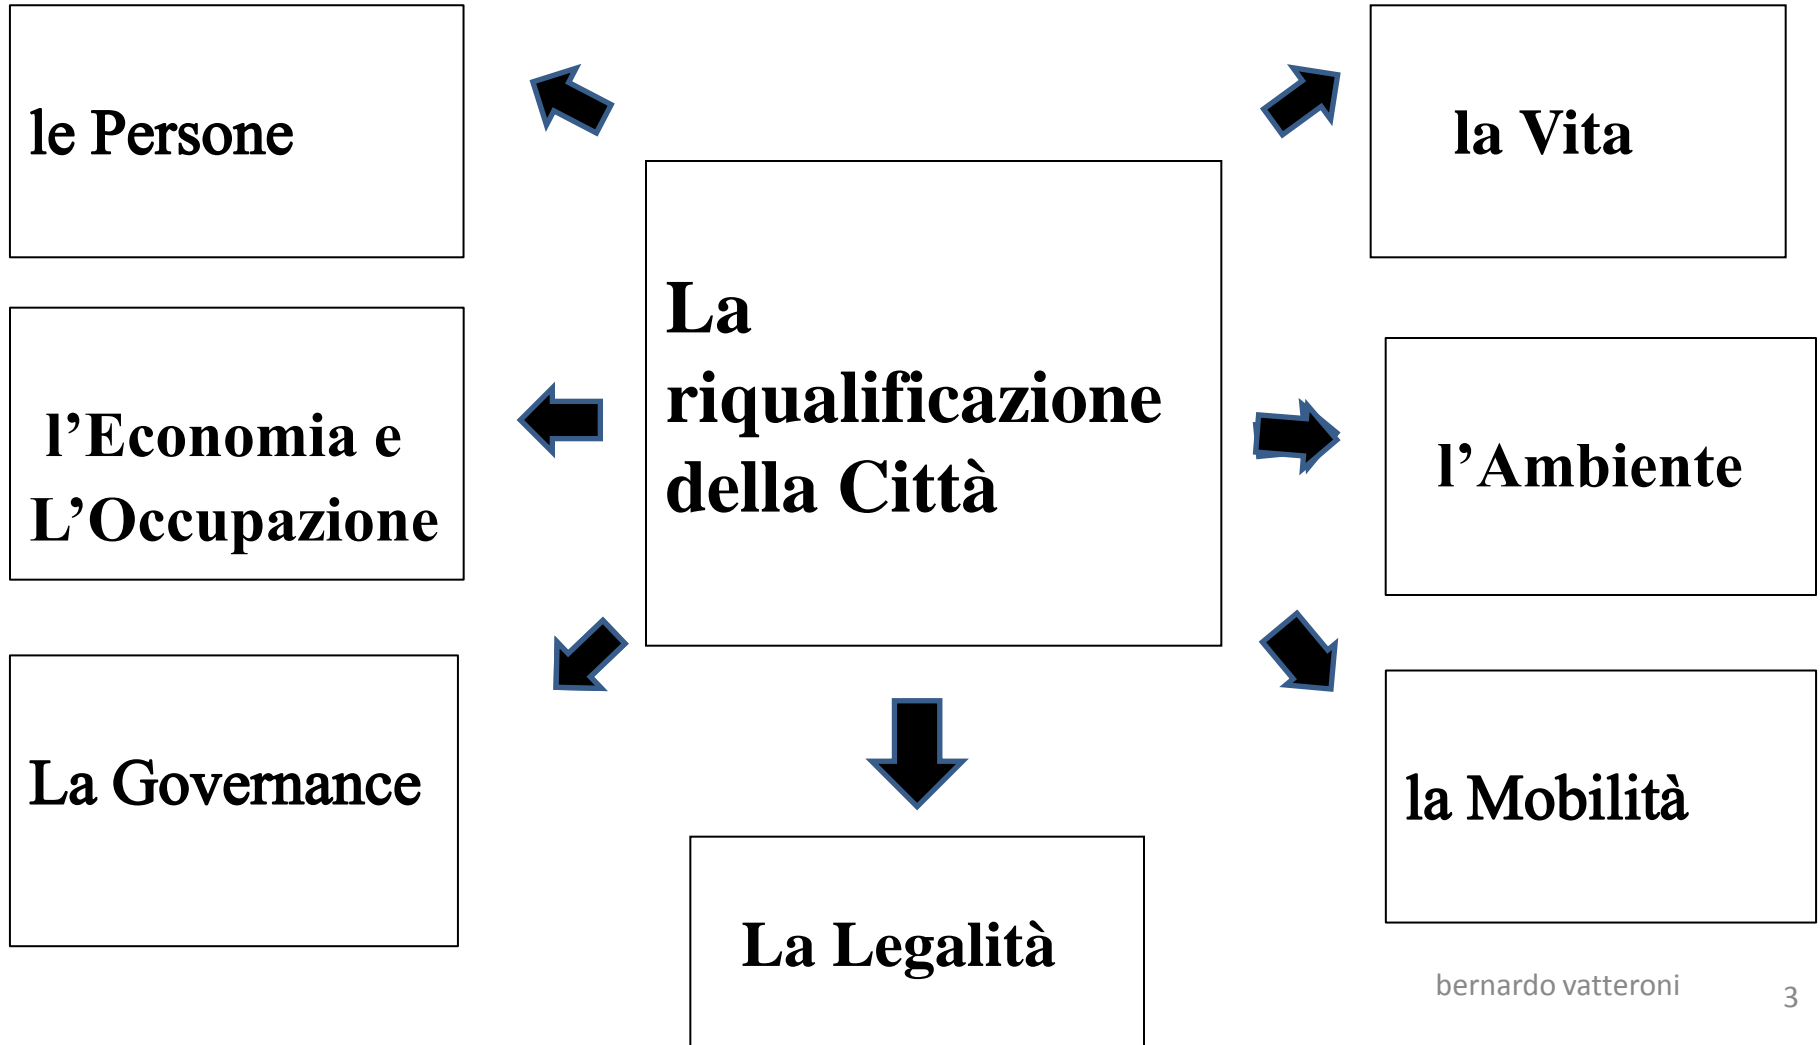 le Persone
la Vita
La
riqualificazione
della Città
l’Economia e
L’Occupazione
l’Ambiente
La Governance
la Mobilità
La Legalità
bernardo vatteroni
3